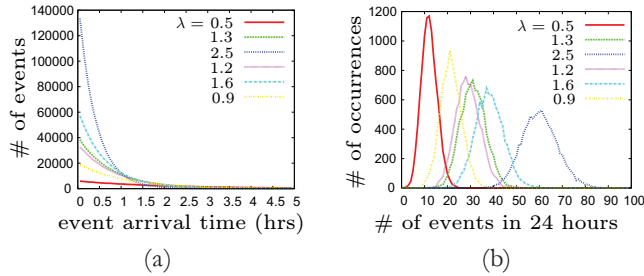 # of events
140000
120000
100000
80000
60000
40000
20000
0
0 0.5 1 1.5 2 2.5 3 3.5 4 4.5 5
event arrival time (hrs)
λ = 0.5
1.3
2.5
1.2
1.6
0.9
(a)
# of occurrences
1200
1000
800
600
400
200
0
0 10 20 30 40 50 60 70 80 90 100
# of events in 24 hours
λ = 0.5
1.3
2.5
1.2
1.6
0.9
(b)